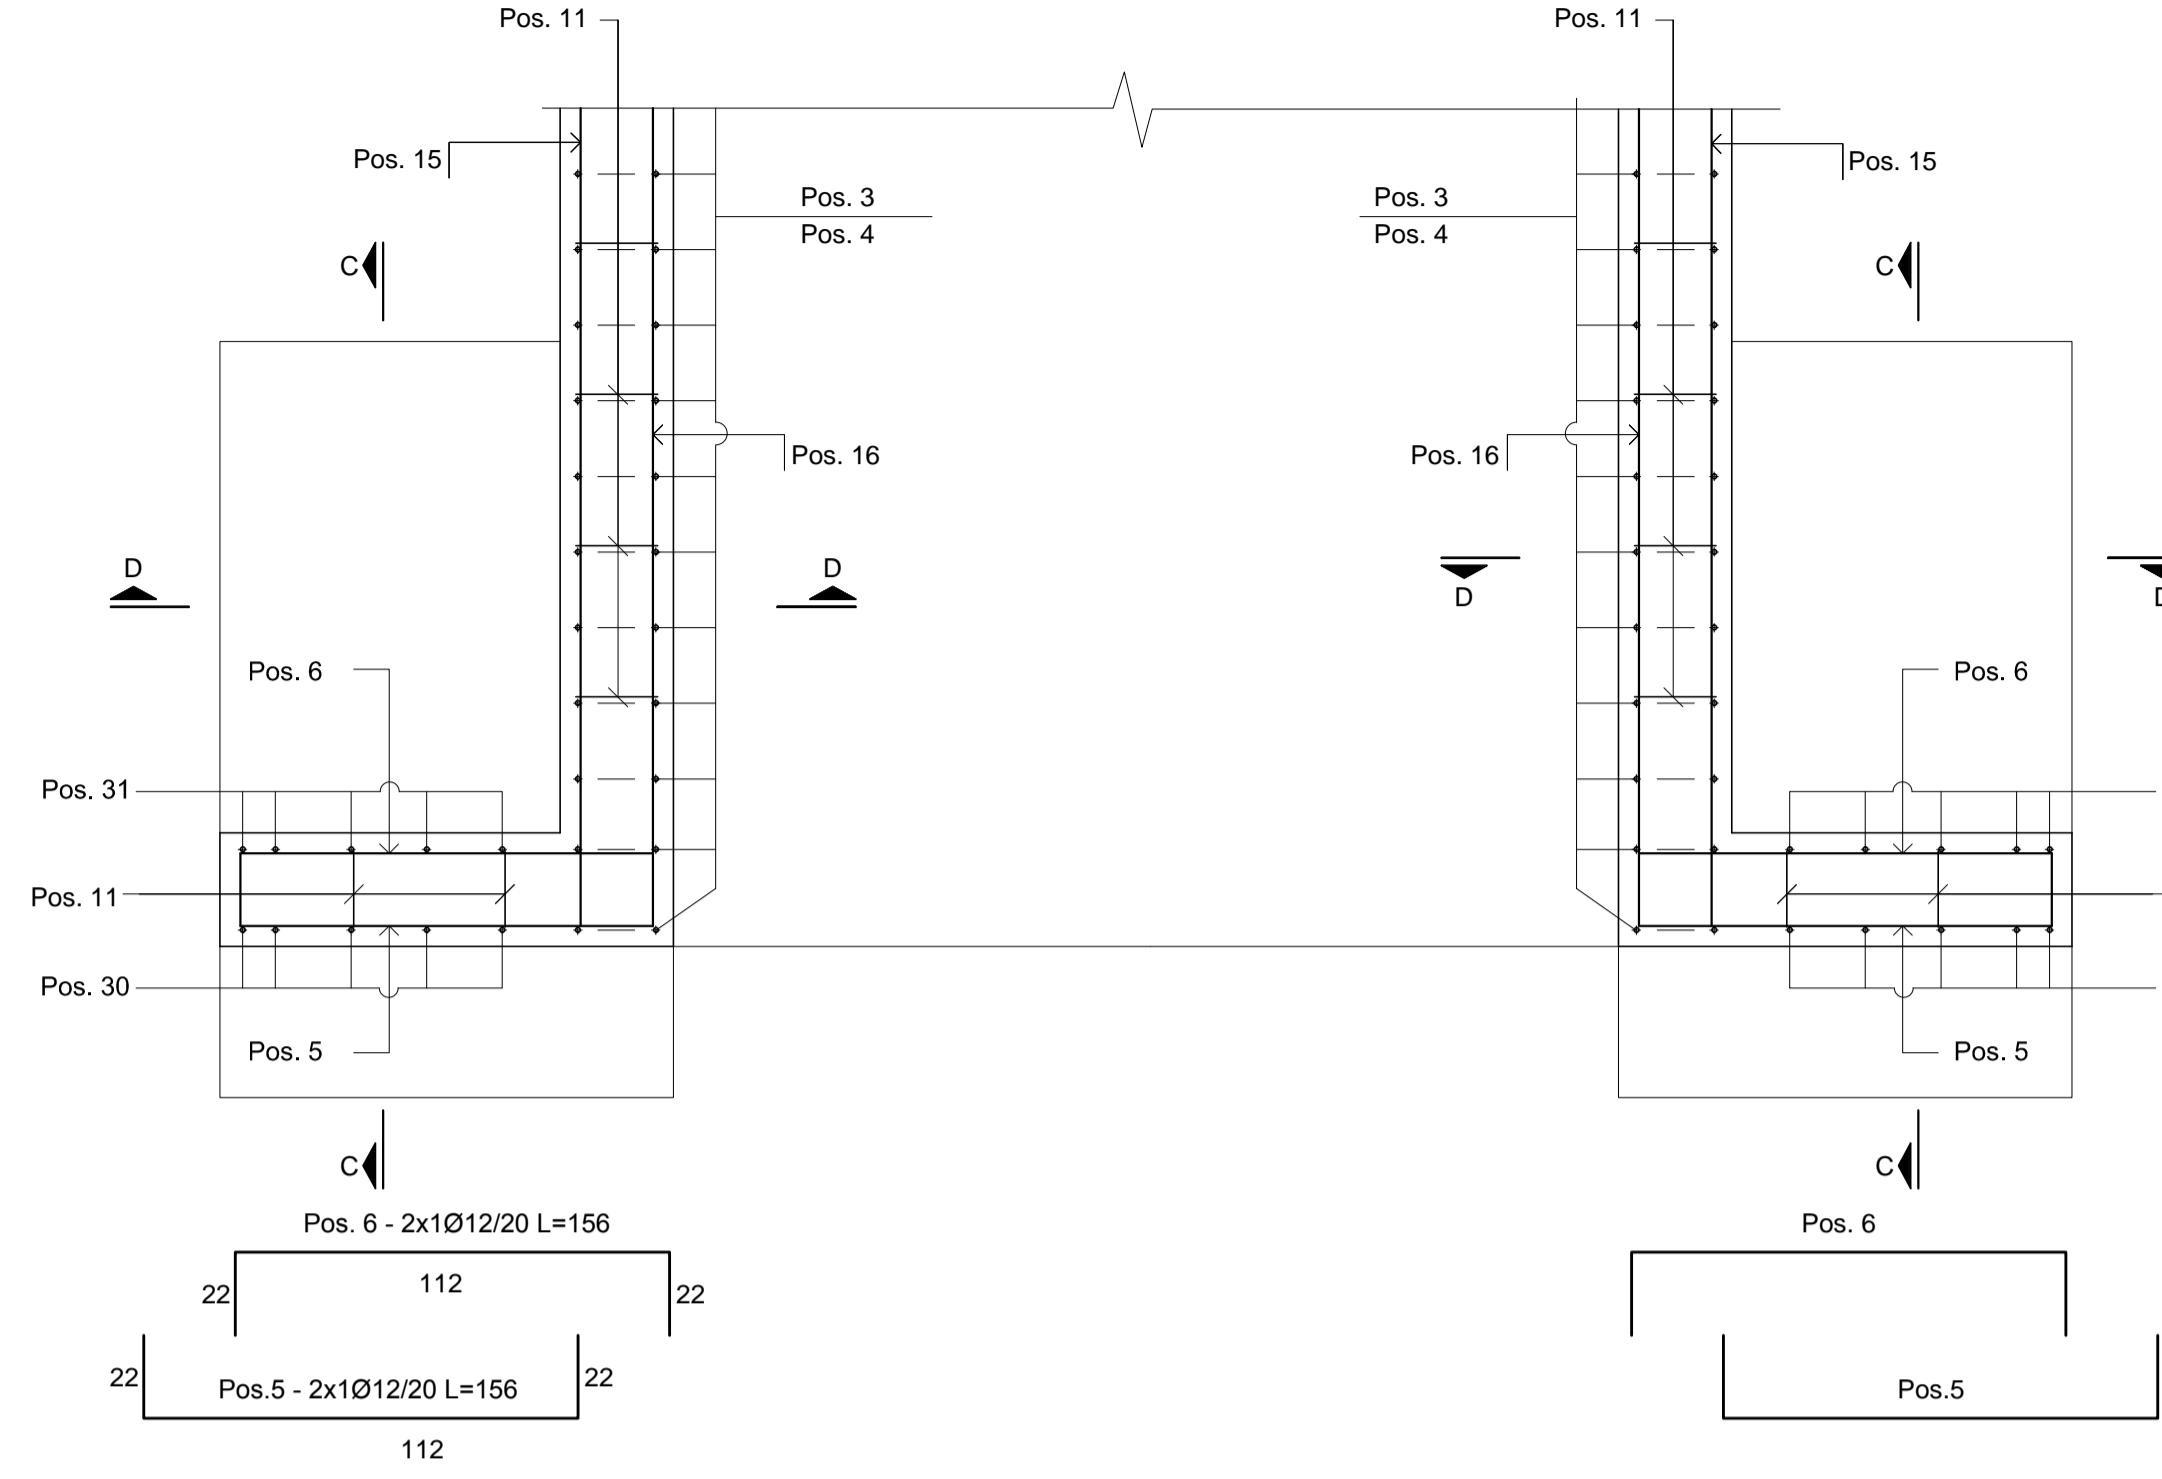 Pos. 11
Pos. 11
Pos. 15
Pos. 15
Pos. 3
Pos. 4
Pos. 3
Pos. 4
C
C
Pos. 16
Pos. 16
D
D
D
Pos. 6
Pos. 6
Pos. 31
Pos. 11
Pos. 30
Pos. 5
Pos. 5
C
C
Pos. 6 - 2x1Ø12/20 L=156
Pos. 6
22
112
22
22
Pos.5 - 2x1Ø12/20 L=156
22
Pos.5
112